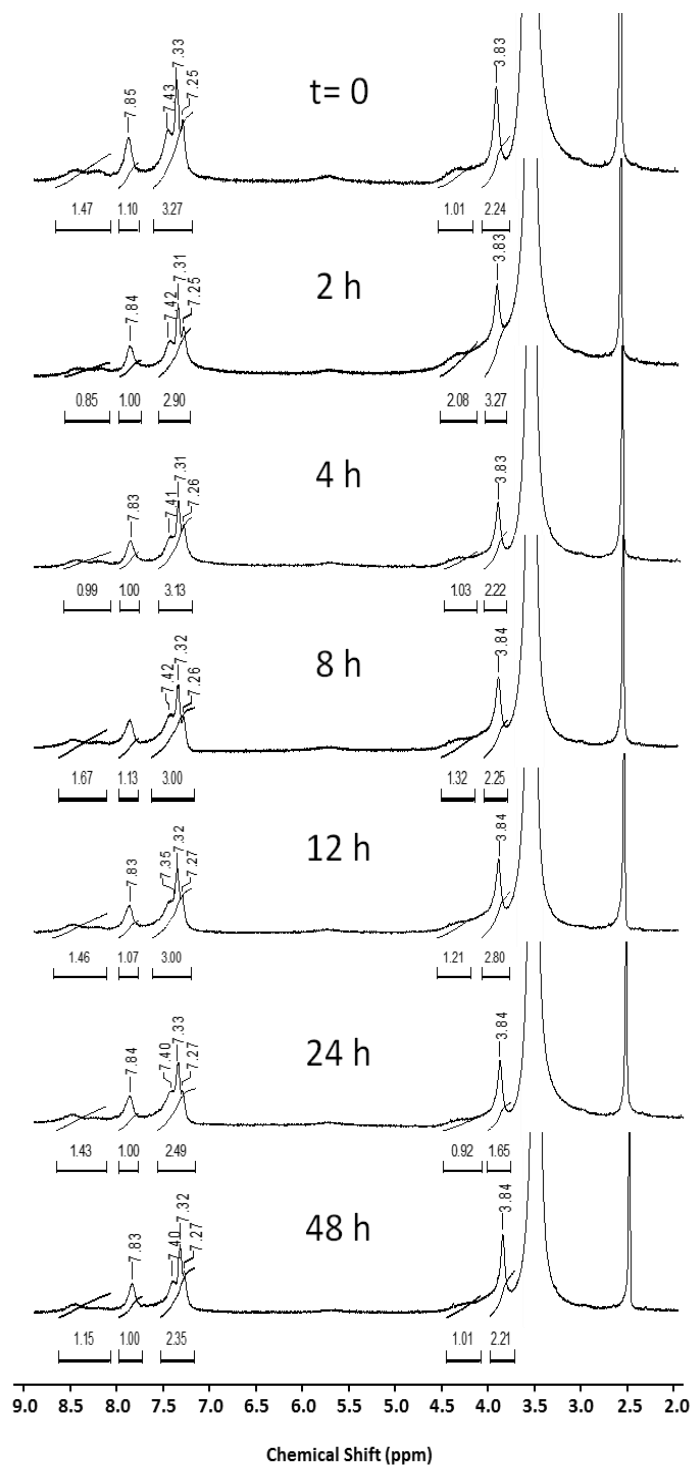 7.85
7.43
7.33
7.25
t= 0
3.83
1.47 1.10 3.27 1.01 2.24
7.84
7.42
7.31
7.25
2 h
3.83
0.85 1.00 2.90 2.08 3.27
7.83
7.41
7.31
7.26
4 h
3.83
0.99 1.00 3.13 1.03 2.22
7.42
7.32
7.26
8 h
3.84
1.67 1.13 3.00 1.32 2.25
7.83
7.35
7.32
7.27
12 h
3.84
1.46 1.07 3.00 1.21 2.80
7.84
7.40
7.33
7.27
24 h
3.84
1.43 1.00 2.49 0.92 1.65
7.83
7.40
7.32
7.27
48 h
3.84
1.15 1.00 2.35 1.01 2.21
9.0 8.5 8.0 7.5 7.0 6.5 6.0 5.5 5.0 4.5 4.0 3.5 3.0 2.5 2.0
Chemical Shift (ppm)